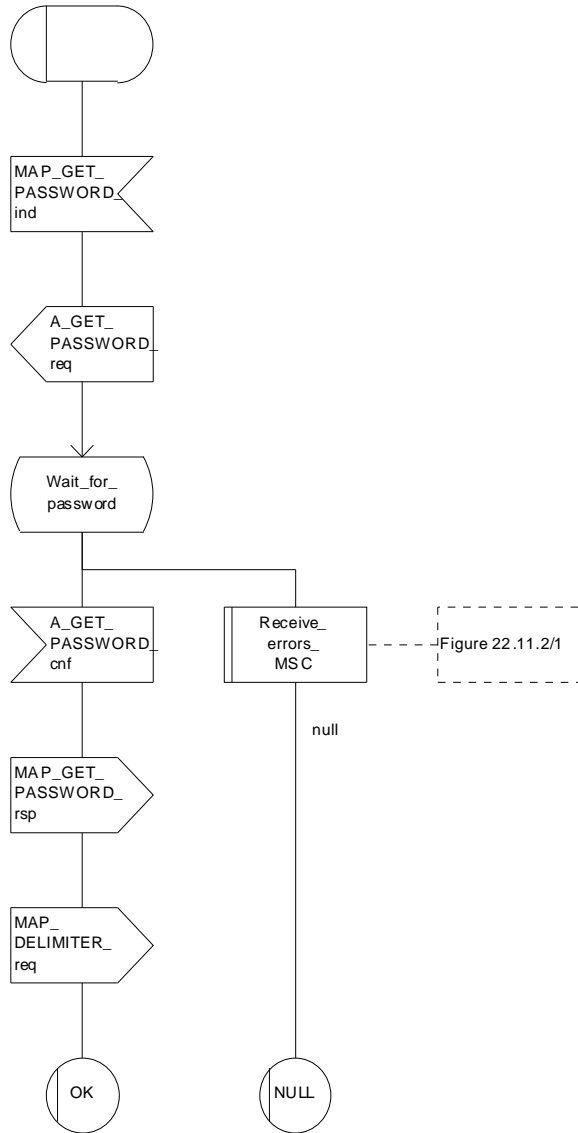 MAP_GET_
PASSWORD_
ind
A_GET_
PASSWORD_
req
Wait_for_
password
A_GET_
PASSWORD_
cnf
Receive_
errors_
MSC
Figure 22.11.2/1
null
MAP_GET_
PASSWORD_
rsp
MAP_
DELIMITER_
req
OK
NULL